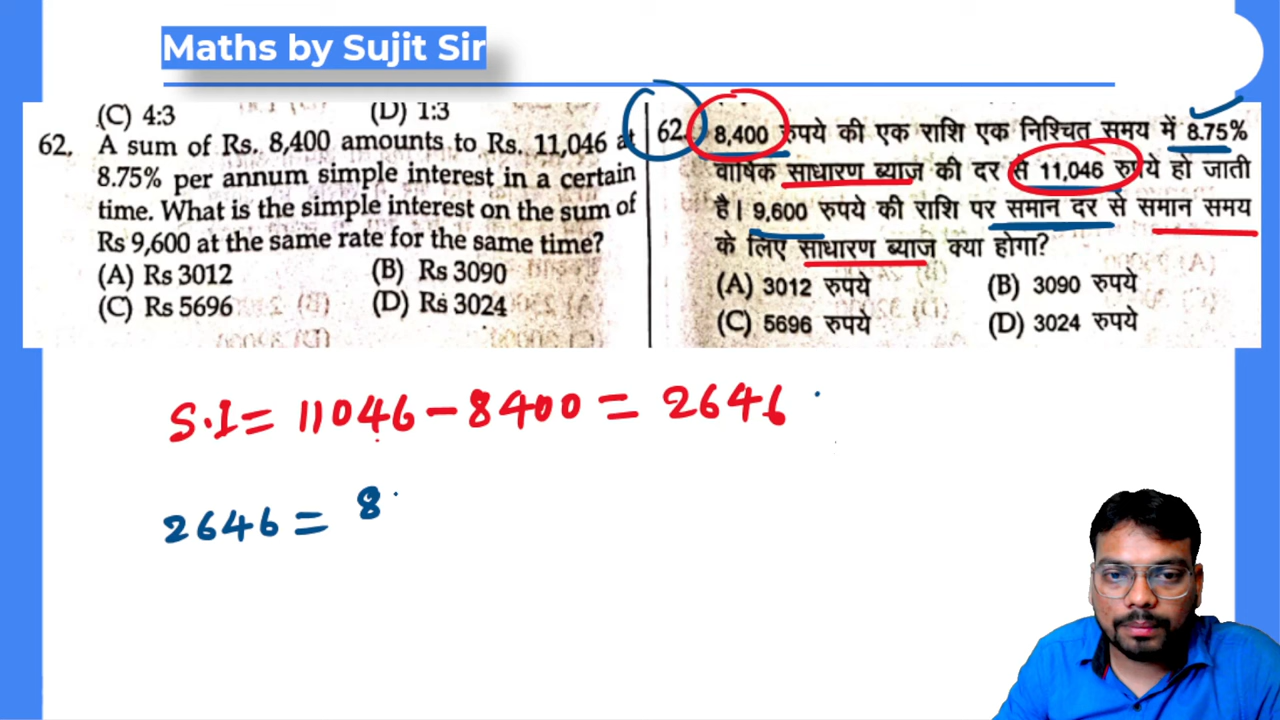 Maths by Sujit Sir
(C) 4:3 (D) 1:3
62. A sum of Rs. 8,400 amounts to Rs. 11,046 at
8.75% per annum simple interest in a certain
time. What is the simple interest on the sum of
Rs 9,600 at the same rate for the same time?
(A) Rs 3012 (B) Rs 3090
(C) Rs 5696 (D) Rs 3024
62. 8,400 रुपये की एक राशि एक निश्चित समय में 8.75%
वार्षिक साधारण ब्याज की दर से 11,046 रुपये हो जाती
है। 9,600 रुपये की राशि पर समान दर से समान समय
के लिए साधारण ब्याज क्या होगा?
(A) 3012 रुपये (B) 3090 रुपये
(C) 5696 रुपये (D) 3024 रुपये
S.I = 11046 - 8400 = 2646
2646 = 8